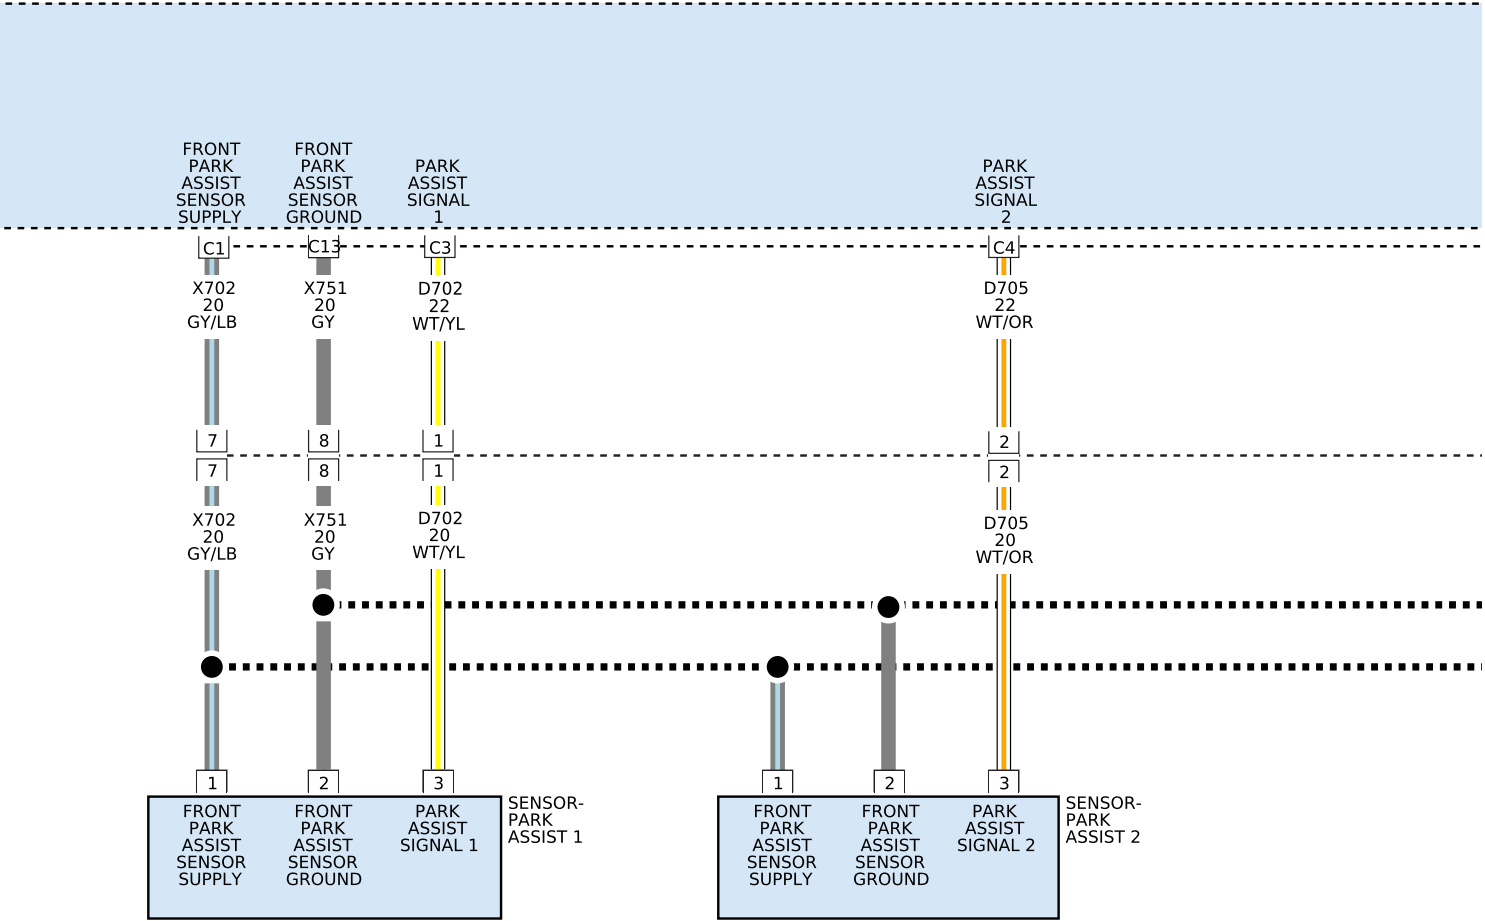 FRONT
PARK
ASSIST
SENSOR
SUPPLY
FRONT
PARK
ASSIST
SENSOR
GROUND
PARK
ASSIST
SIGNAL
1
PARK
ASSIST
SIGNAL
2
C1
C13
C3
C4
X702
20
GY/LB
X751
20
GY
D702
22
WT/YL
D705
22
WT/OR
7
8
1
2
7
8
1
2
X702
20
GY/LB
X751
20
GY
D702
20
WT/YL
D705
20
WT/OR
1
2
3
1
2
3
FRONT
PARK
ASSIST
SENSOR
SUPPLY
FRONT
PARK
ASSIST
SENSOR
GROUND
PARK
ASSIST
SIGNAL 1
SENSOR-
PARK
ASSIST 1
FRONT
PARK
ASSIST
SENSOR
SUPPLY
FRONT
PARK
ASSIST
SENSOR
GROUND
PARK
ASSIST
SIGNAL 2
SENSOR-
PARK
ASSIST 2